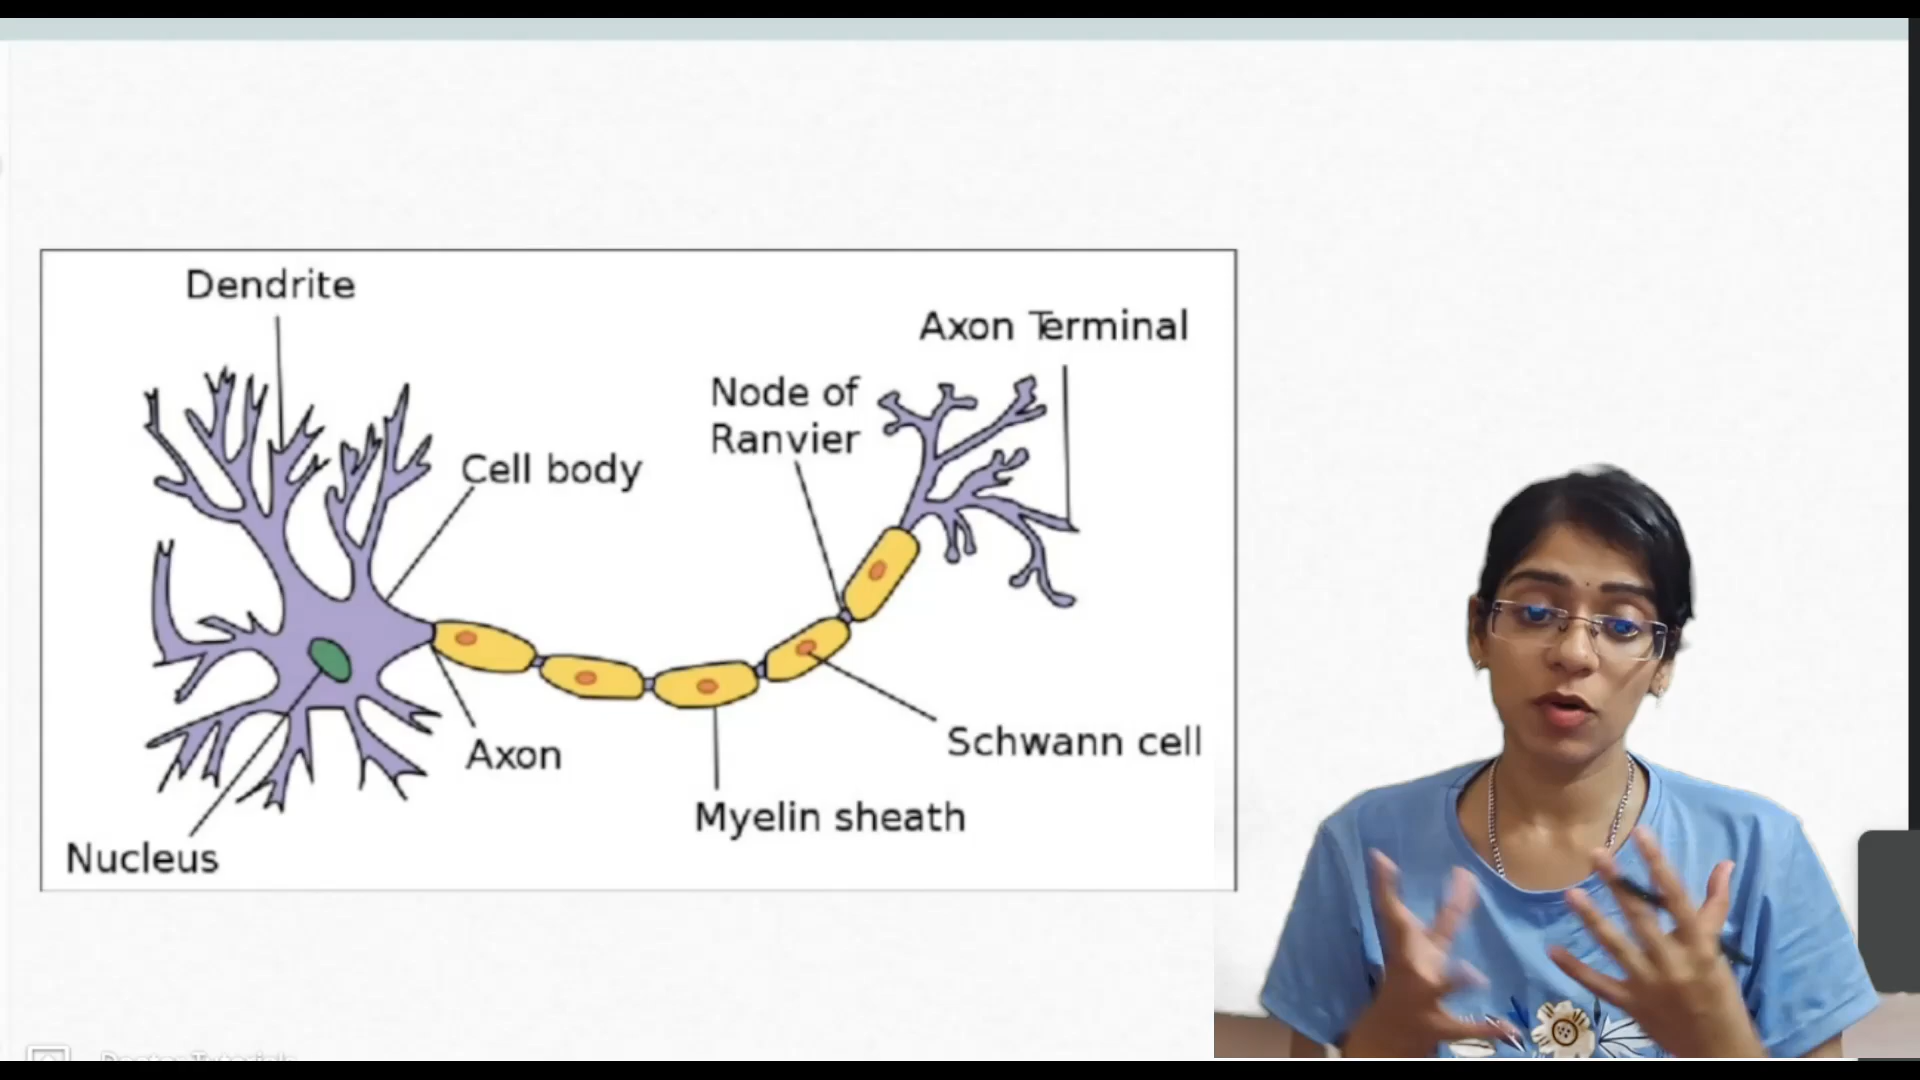 Dendrite
Axon Terminal
Node of
Ranvier
Cell body
Schwann cell
Axon
Myelin sheath
Nucleus